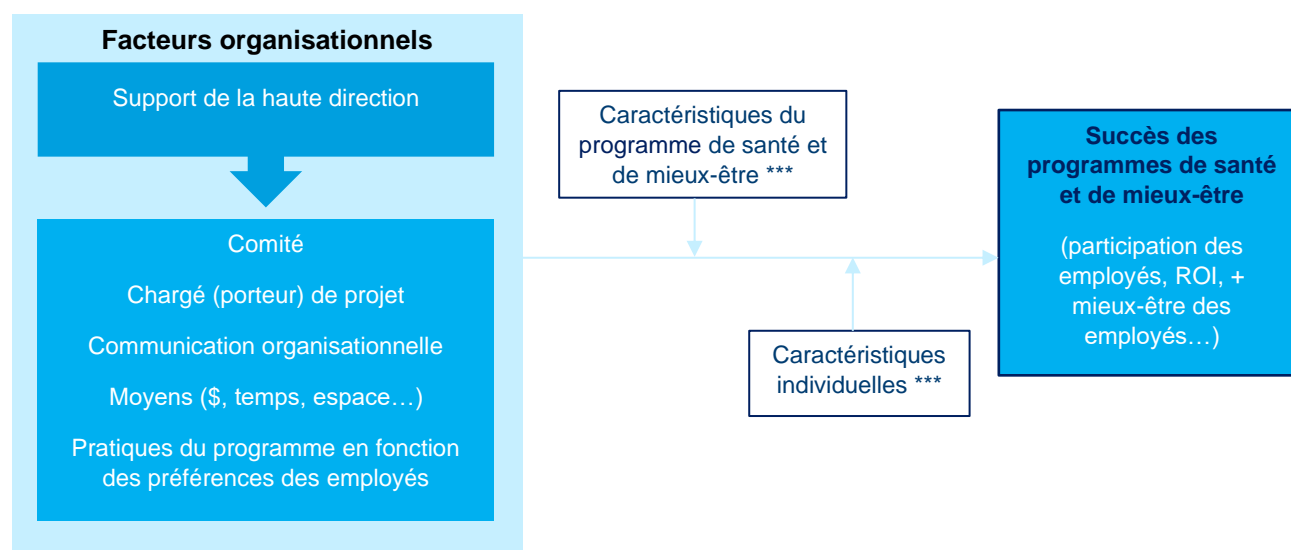 Facteurs organisationnels
Support de la haute direction
Comité
Chargé (porteur) de projet
Communication organisationnelle
Moyens ($, temps, espace…)
Pratiques du programme en fonction
des préférences des employés
Caractéristiques du
programme de santé et
de mieux-être ***
Caractéristiques
individuelles ***
Succès des
programmes de santé
et de mieux-être
(participation des
employés, ROI, +
mieux-être des
employés…)